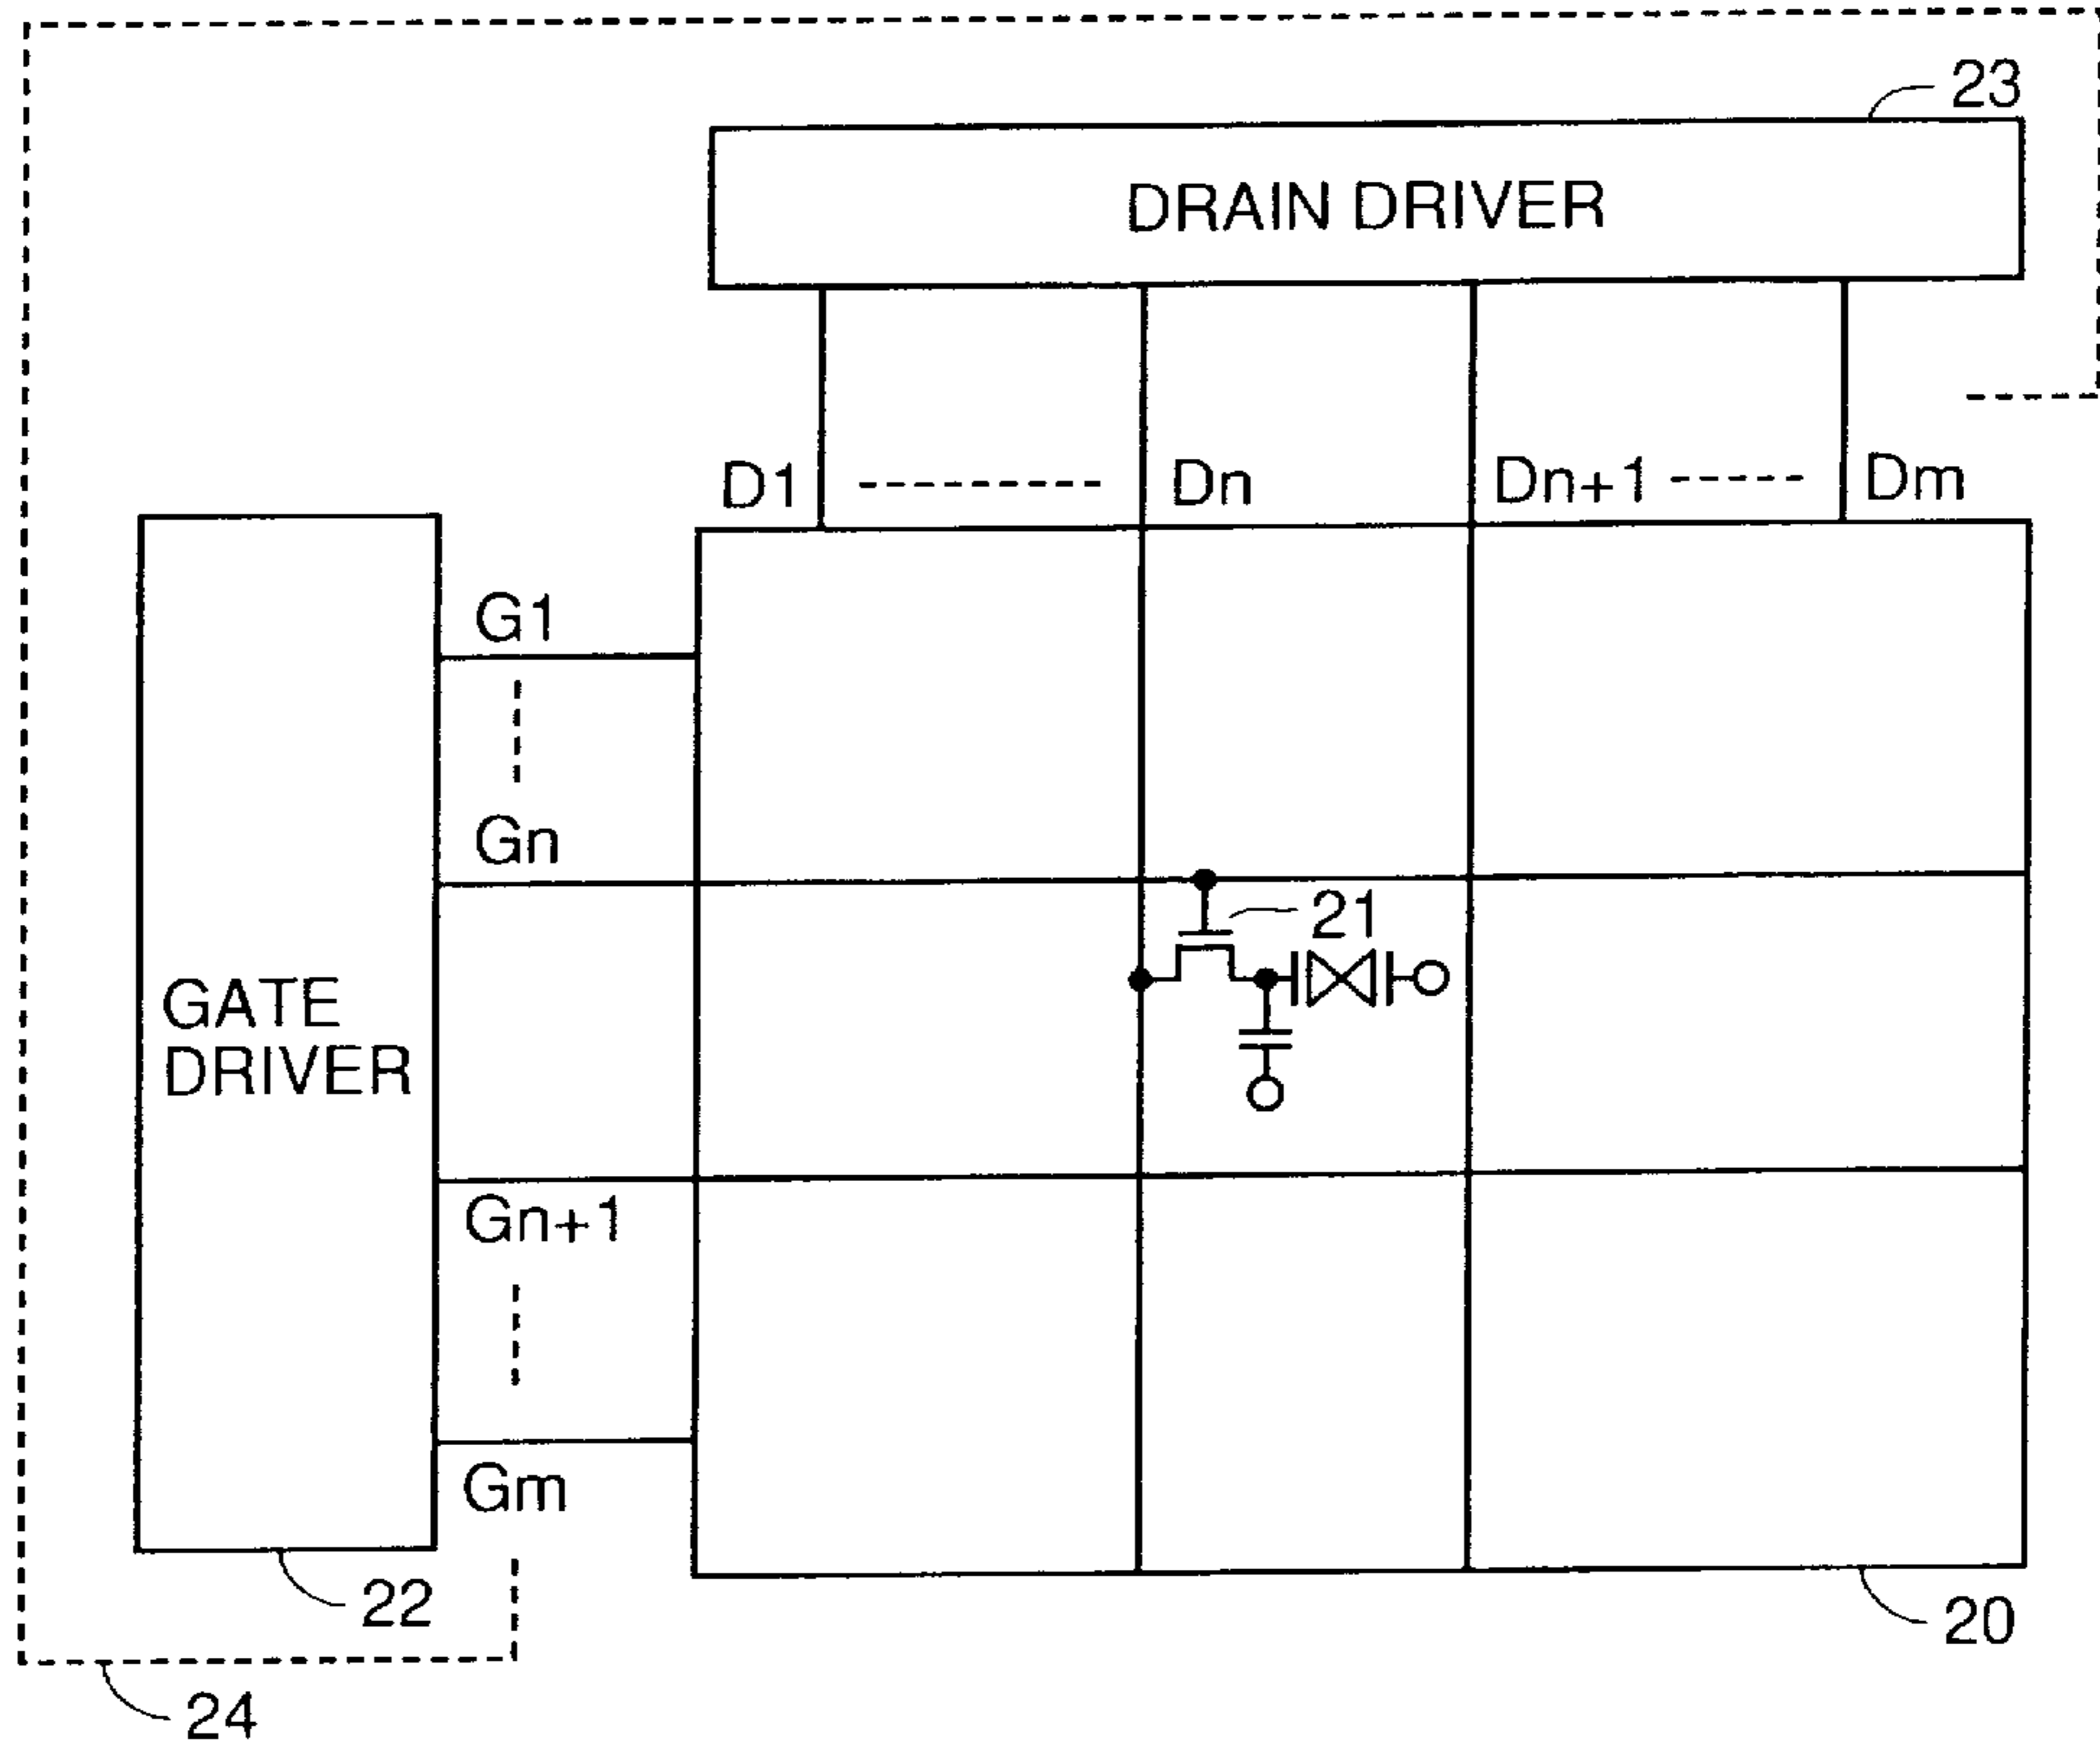 23
DRAIN DRIVER
D1
Dn
Dn+1
Dm
G1
Gn
21
GATE
DRIVER
Gn+1
Gm
22
20
24